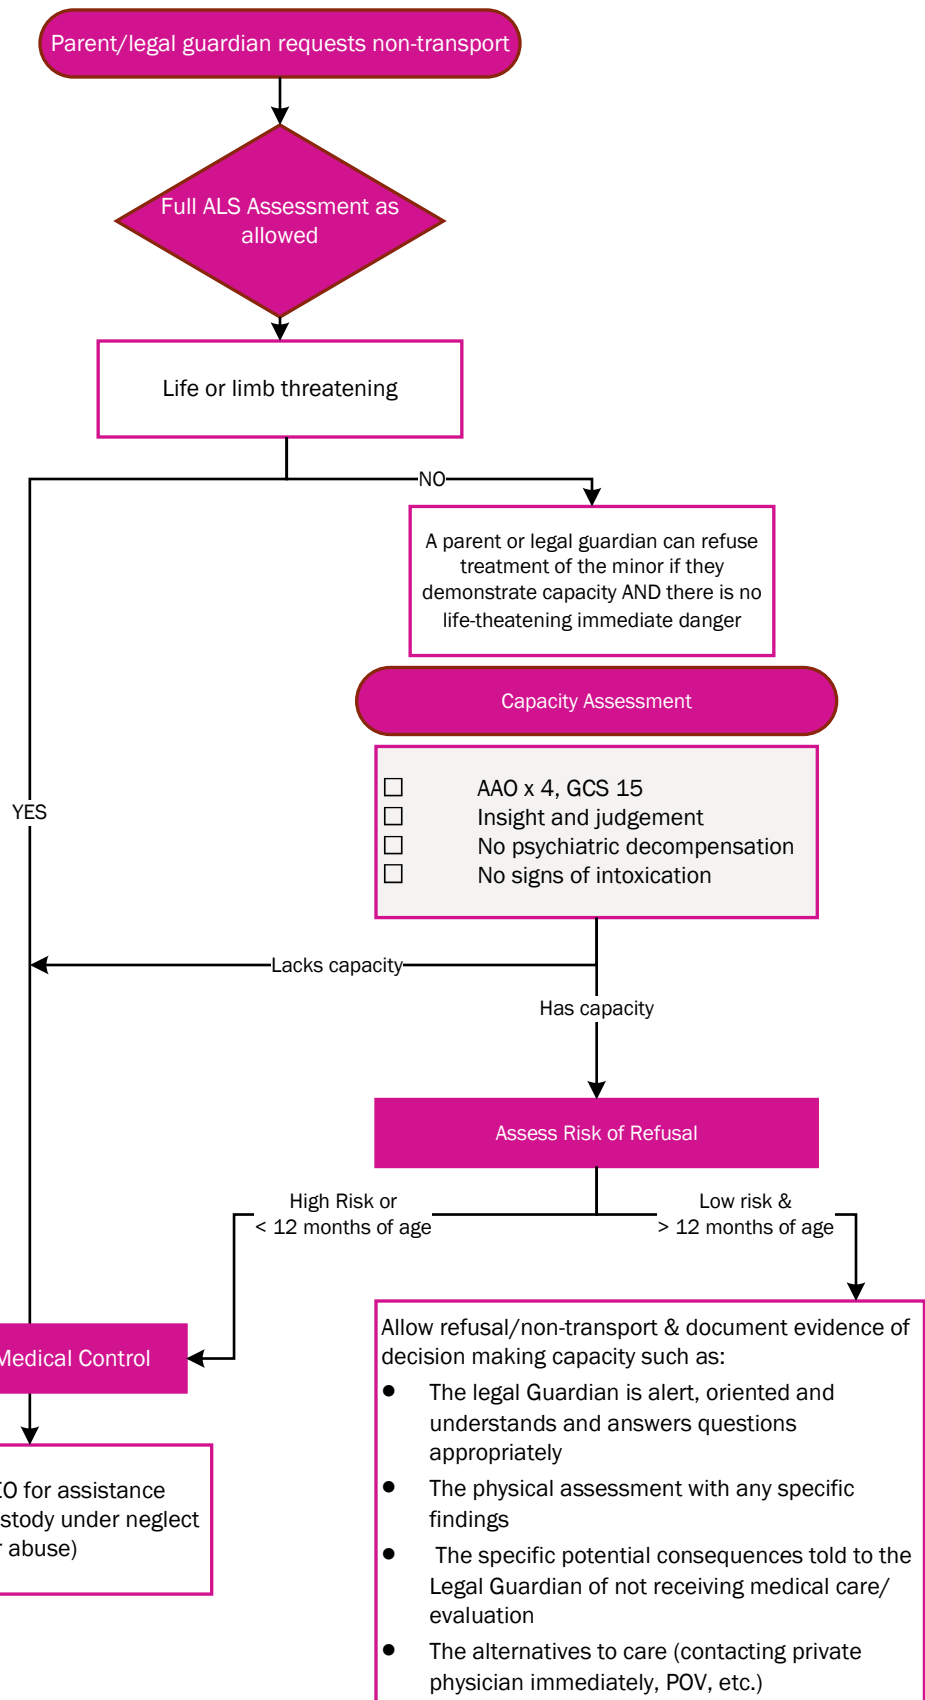 Parent/legal guardian requests non-transport
Full ALS Assessment as
allowed
Life or limb threatening
NO
A parent or legal guardian can refuse
treatment of the minor if they
demonstrate capacity AND there is no
life-theatening immediate danger
Capacity Assessment
YES
☐ AAO x 4, GCS 15
☐ Insight and judgement
☐ No psychiatric decompensation
☐ No signs of intoxication
Lacks capacity
Has capacity
Assess Risk of Refusal
High Risk or
< 12 months of age
Low risk &
> 12 months of age
Medical Control
for assistance
under neglect
abuse)
Allow refusal/non-transport & document evidence of
decision making capacity such as:
● The legal Guardian is alert, oriented and
understands and answers questions
appropriately
● The physical assessment with any specific
findings
● The specific potential consequences told to the
Legal Guardian of not receiving medical care/
evaluation
● The alternatives to care (contacting private
physician immediately, POV, etc.)